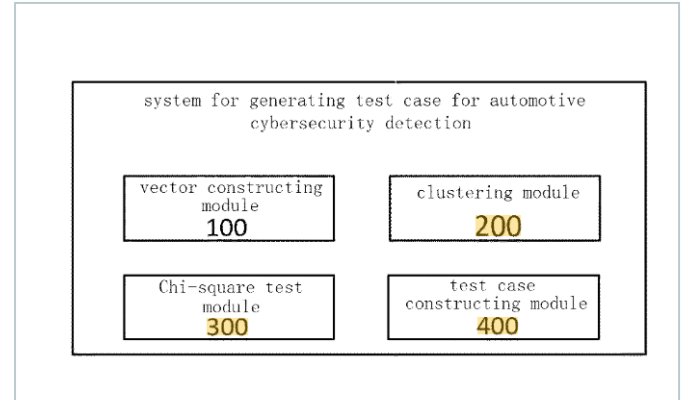 system for generating test case for automotive
cybersecurity detection
vector constructing
module
100
clustering module
200
Chi-square test
module
300
test case
constructing module
400